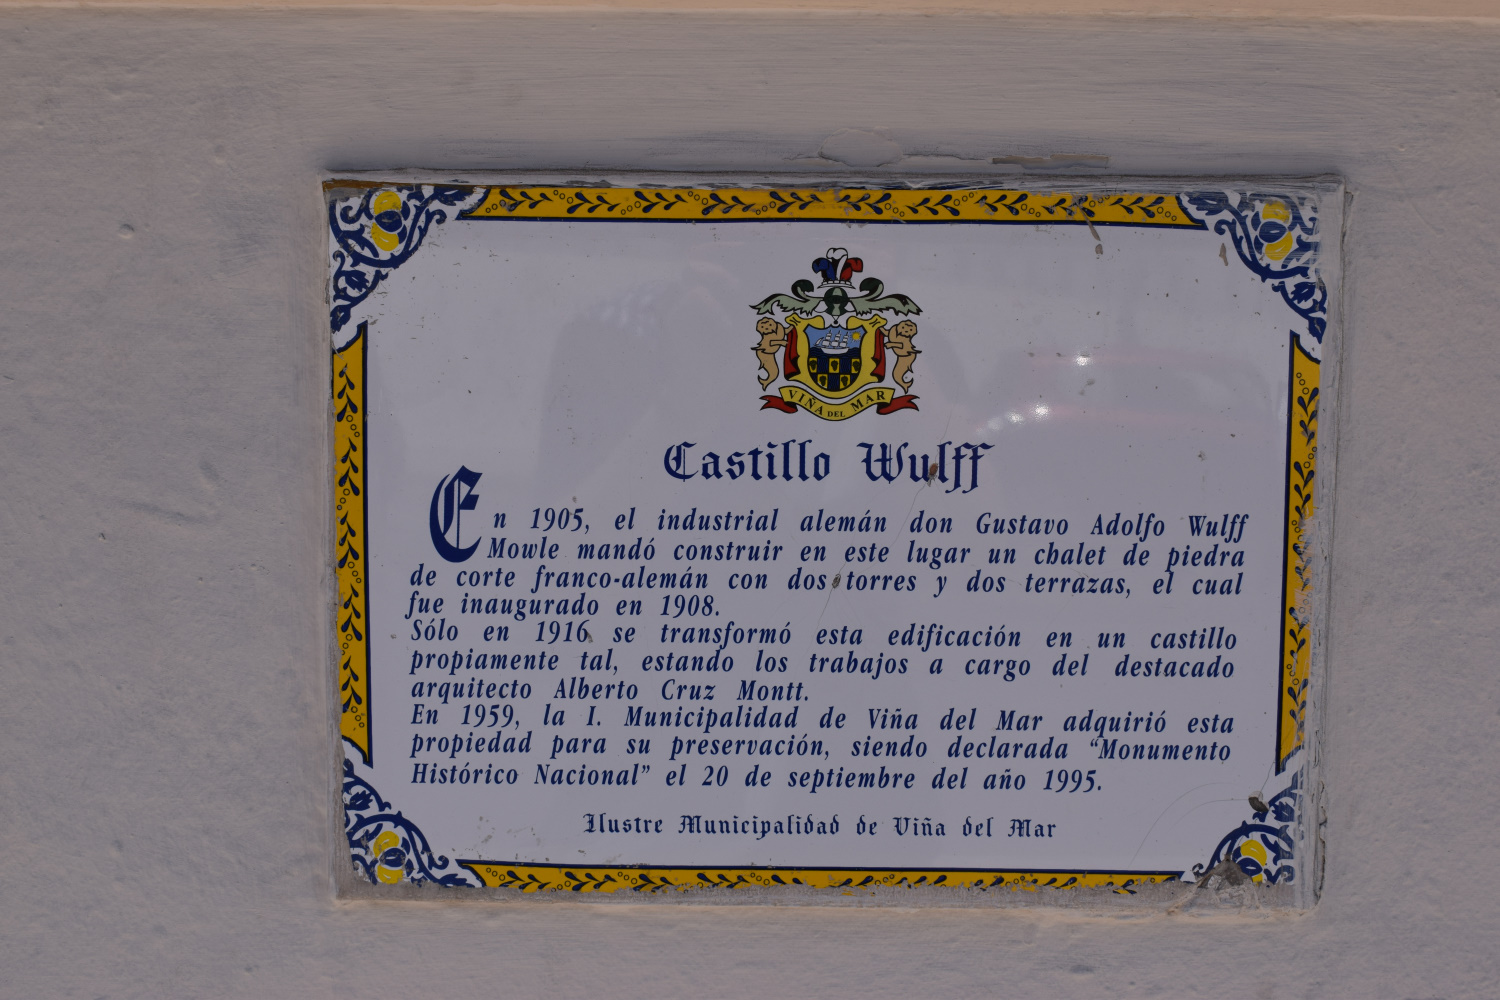 VIÑA DEL MAR
Castillo Wulff
En 1905, el industrial alemán don Gustavo Adolfo Wulff
Mowle mandó construir en este lugar un chalet de piedra
de corte franco-alemán con dos torres y dos terrazas, el cual
fue inaugurado en 1908.
Sólo en 1916 se transformó esta edificación en un castillo
propiamente tal, estando los trabajos a cargo del destacado
arquitecto Alberto Cruz Montt.
En 1959, la I. Municipalidad de Viña del Mar adquirió esta
propiedad para su preservación, siendo declarada “Monumento
Histórico Nacional” el 20 de septiembre del año 1995.
Ilustre Municipalidad de Viña del Mar